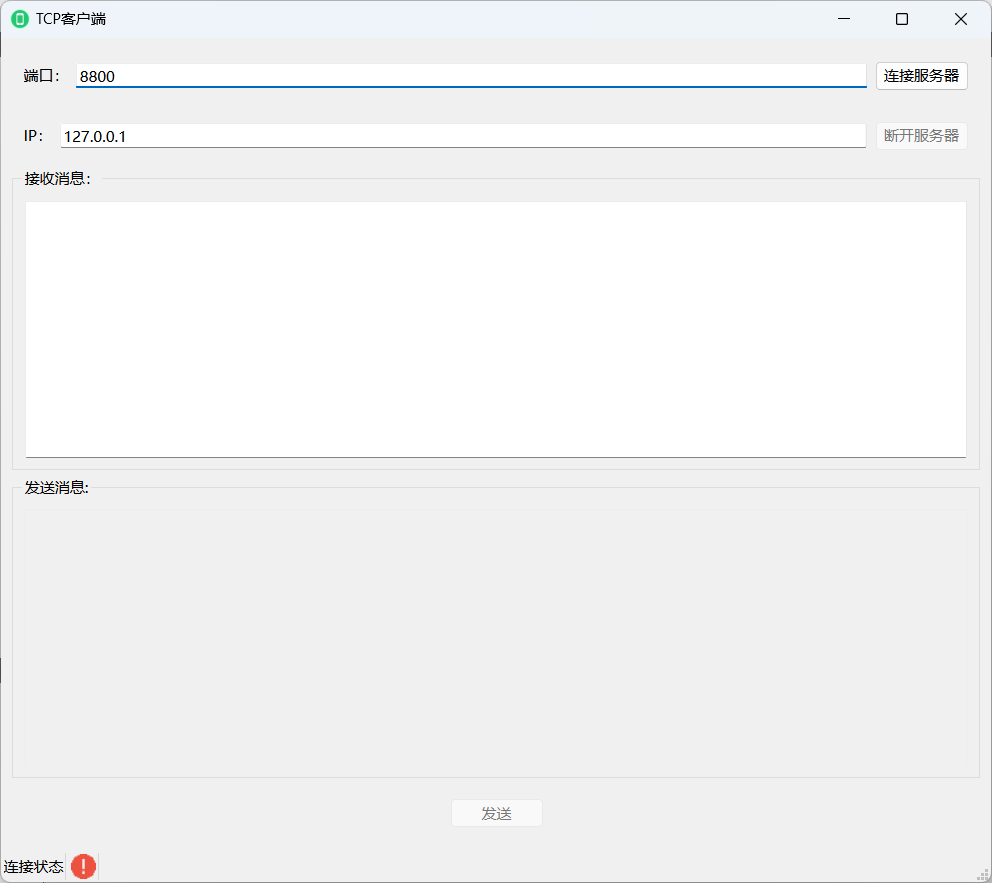 TCP客户端
端口： 8800 连接服务器
IP： 127.0.0.1 断开服务器
接收消息：
发送消息:
发送
连接状态